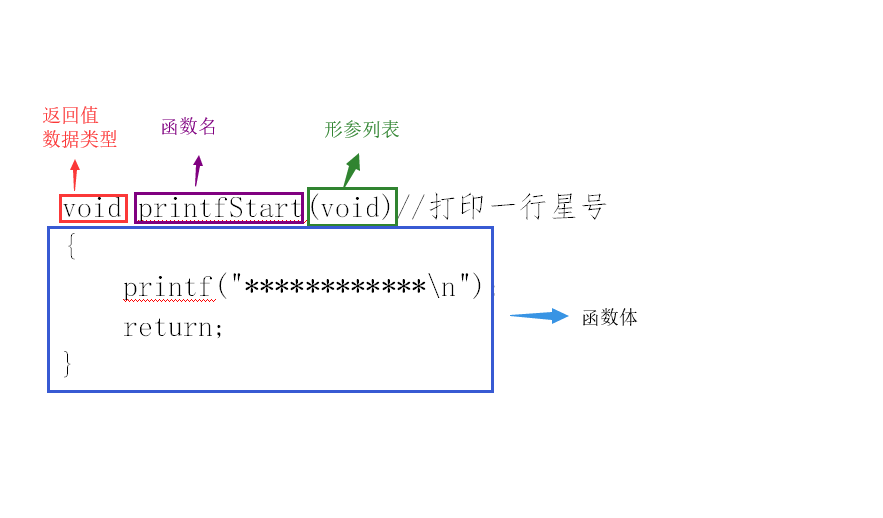 返回值
数据类型
函数名
形参列表
void printfStart(void)//打印一行星号
{
printf("************\n");
return;
}
函数体